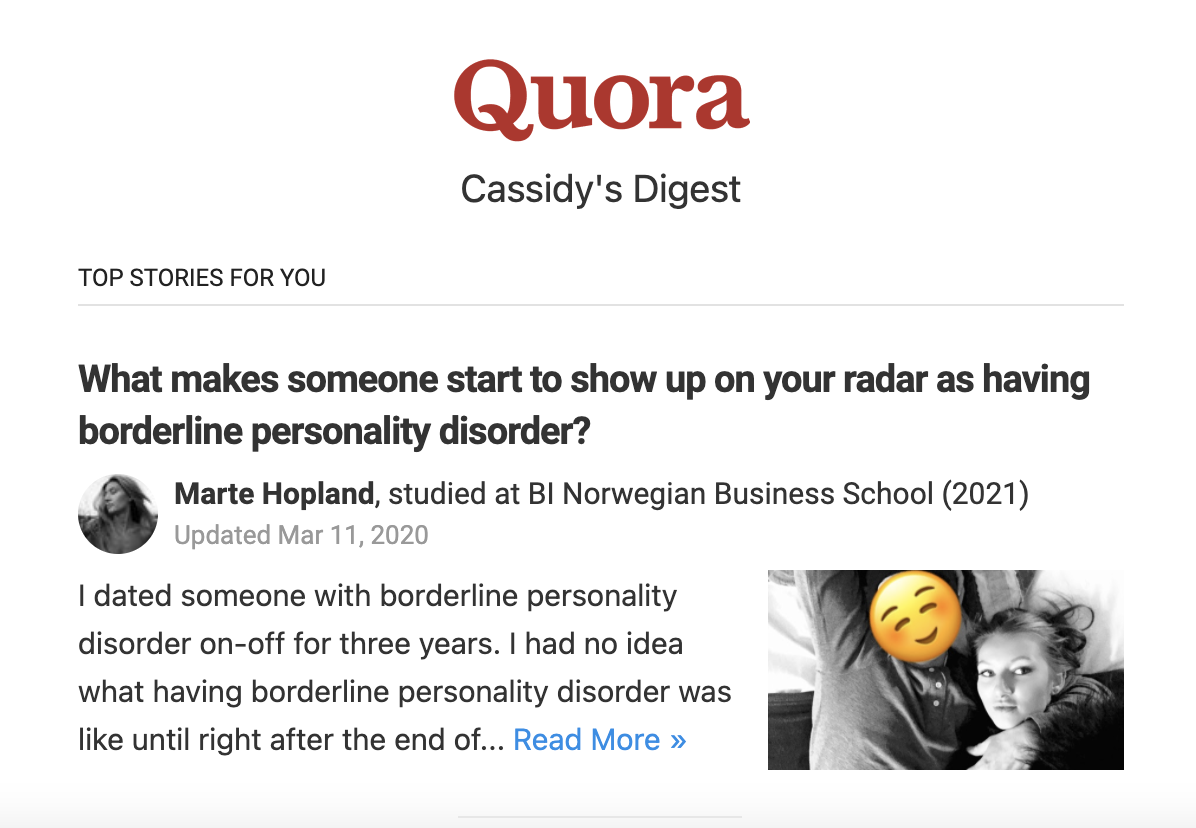 Quora
Cassidy's Digest
TOP STORIES FOR YOU
What makes someone start to show up on your radar as having
borderline personality disorder?
Marte Hopland, studied at BI Norwegian Business School (2021)
Updated Mar 11, 2020
I dated someone with borderline personality
disorder on-off for three years. I had no idea
what having borderline personality disorder was
like until right after the end of... Read More »